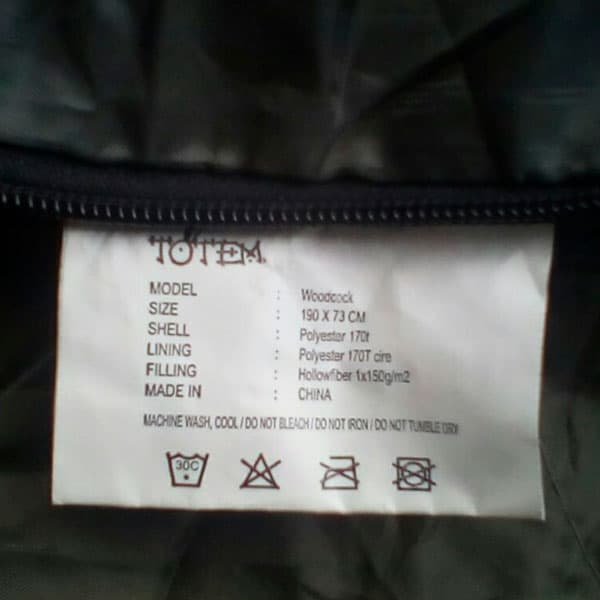 TOTEM
MODEL : Woodcock
SIZE : 190 X 73 CM
SHELL : Polyester 170t
LINING : Polyester 170T cire
FILLING : Hollowfiber 1x150g/m2
MADE IN : CHINA
MACHINE WASH, COOL / DO NOT BLEACH / DO NOT IRON / DO NOT TUMBLE DRY
30C